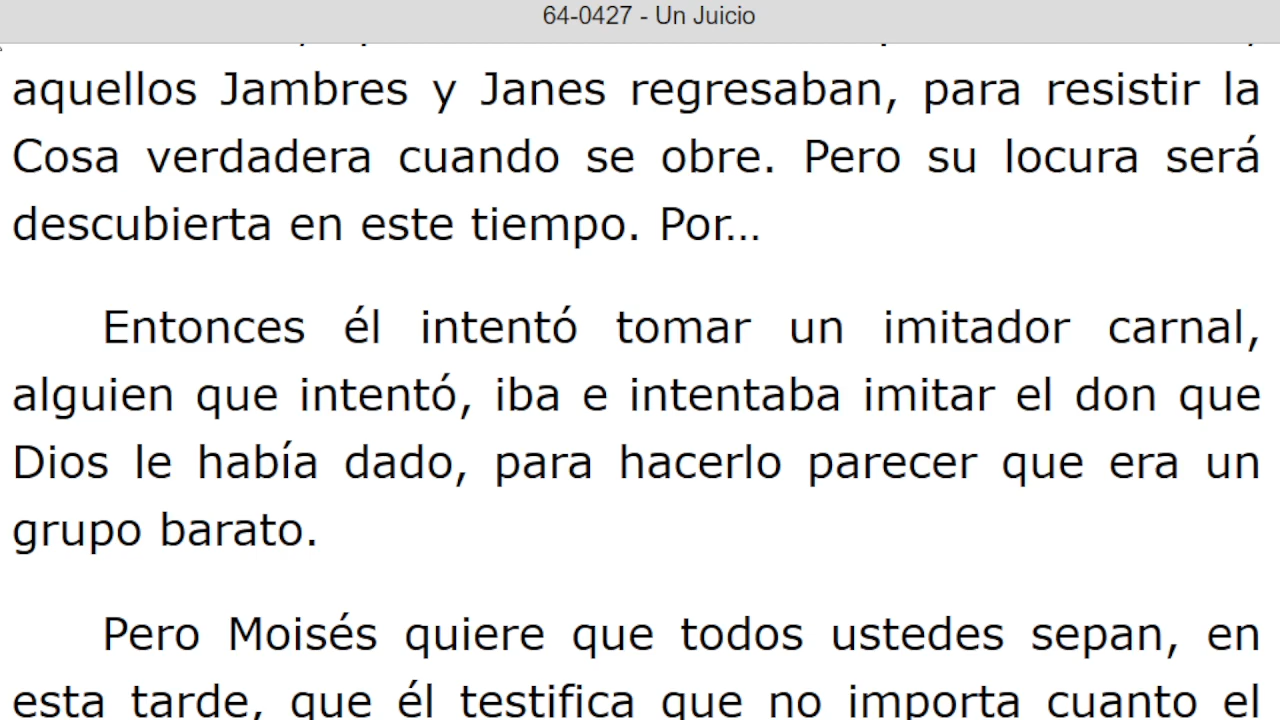 64-0427 - Un Juicio
aquellos Jambres y Janes regresaban, para resistir la
Cosa verdadera cuando se obre. Pero su locura será
descubierta en este tiempo. Por…
Entonces él intentó tomar un imitador carnal,
alguien que intentó, iba e intentaba imitar el don que
Dios le había dado, para hacerlo parecer que era un
grupo barato.
Pero Moisés quiere que todos ustedes sepan, en
esta tarde, que él testifica que no importa cuanto el